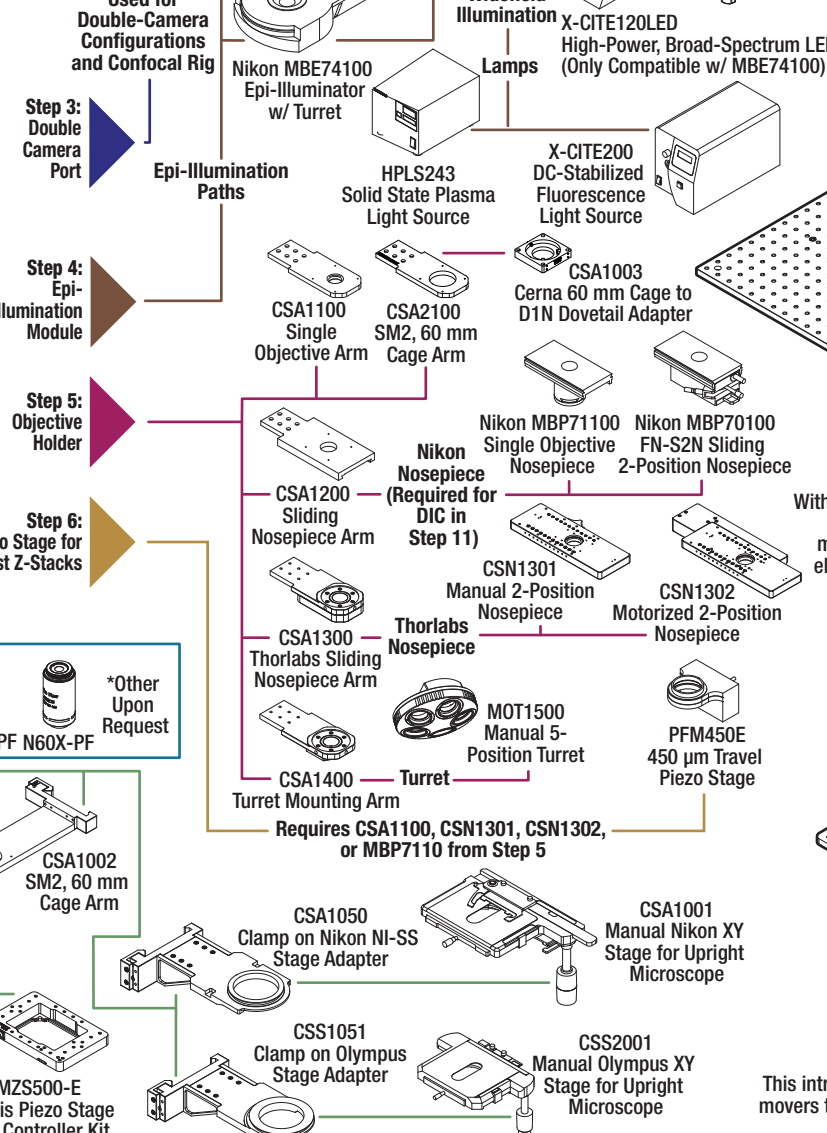 Used for
Double-Camera
Configurations
and Confocal Rig
Nikon MBE74100
Epi-Illuminator
w/ Turret
Widefield
Illumination
Lamps
X-CITE120LED
High-Power, Broad-Spectrum LED
(Only Compatible w/ MBE74100)
Step 3:
Double
Camera
Port
Epi-Illumination
Paths
HPLS243
Solid State Plasma
Light Source
X-CITE200
DC-Stabilized
Fluorescence
Light Source
Step 4:
Epi-
llumination
Module
CSA1100
Single
Objective Arm
CSA2100
SM2, 60 mm
Cage Arm
CSA1003
Cerna 60 mm Cage to
D1N Dovetail Adapter
Step 5:
Objective
Holder
CSA1200
Sliding
Nosepiece Arm
Nikon
Nosepiece
(Required for
DIC in
Step 11)
Nikon MBP71100
Single Objective
Nosepiece
Nikon MBP70100
FN-S2N Sliding
2-Position Nosepiece
Step 6:
o Stage for
st Z-Stacks
CSN1301
Manual 2-Position
Nosepiece
CSN1302
Motorized 2-Position
Nosepiece
With
m
el
CSA1300
Thorlabs Sliding
Nosepiece Arm
Thorlabs
Nosepiece
PF N60X-PF
*Other
Upon
Request
MOT1500
Manual 5-
Position Turret
PFM450E
450 µm Travel
Piezo Stage
CSA1400
Turret Mounting Arm
Turret
Requires CSA1100, CSN1301, CSN1302,
or MBP7110 from Step 5
CSA1002
SM2, 60 mm
Cage Arm
CSA1050
Clamp on Nikon NI-SS
Stage Adapter
CSA1001
Manual Nikon XY
Stage for Upright
Microscope
CSS1051
Clamp on Olympus
Stage Adapter
CSS2001
Manual Olympus XY
Stage for Upright
Microscope
MZS500-E
is Piezo Stage
Controller Kit
This intr
movers f